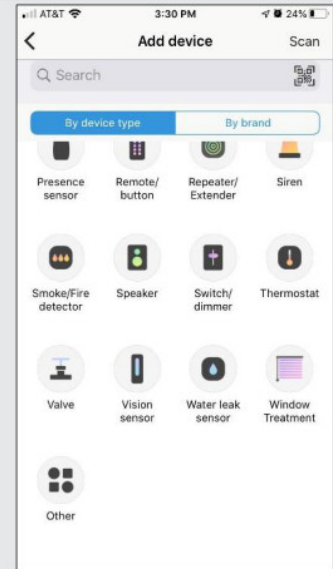 AT&T 3:30 PM 24%
Add device Scan
Search
By device type By brand
Presence sensor Remote/ button Repeater/ Extender Siren
Smoke/Fire detector Speaker Switch/ dimmer Thermostat
Valve Vision sensor Water leak sensor Window Treatment
Other